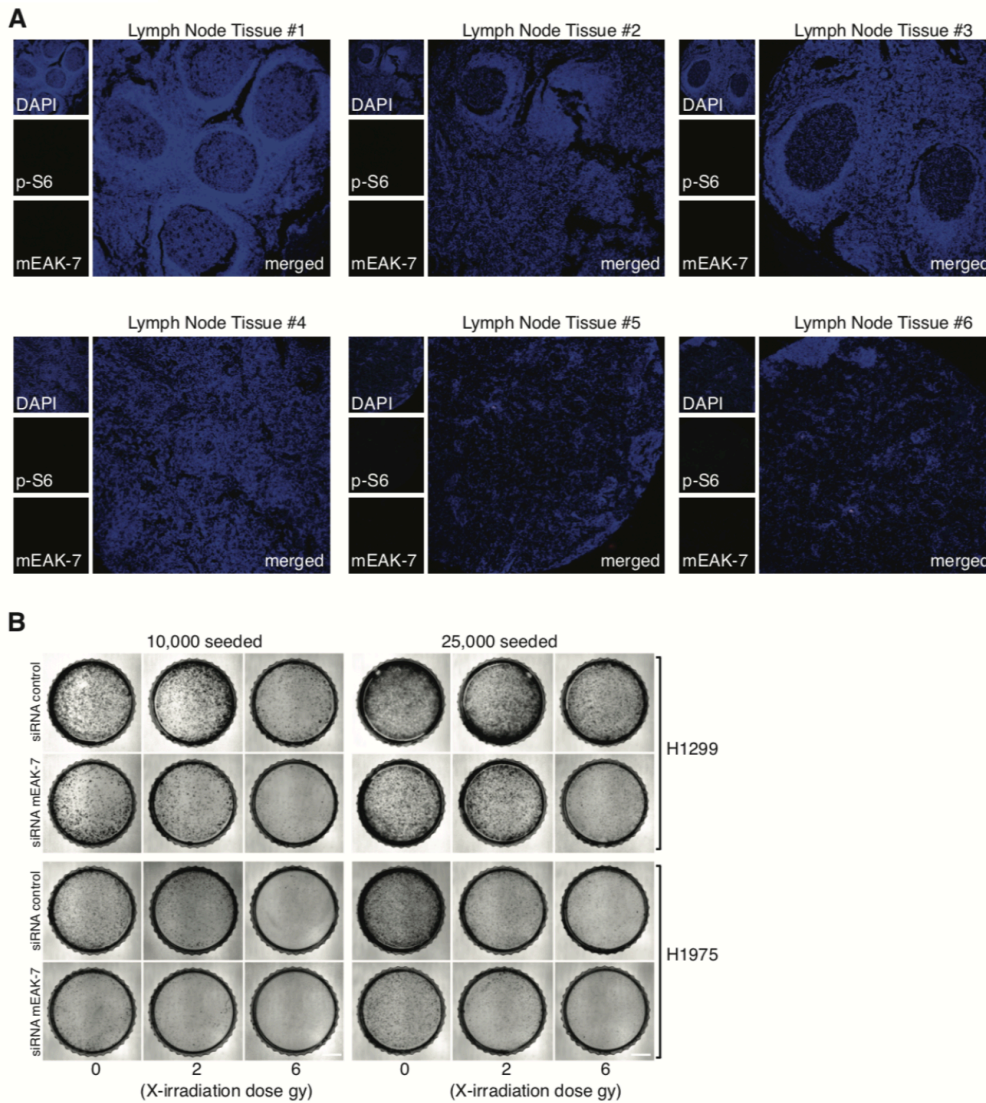 A
Lymph Node Tissue #1
DAPI
p-S6
mEAK-7
merged
Lymph Node Tissue #2
DAPI
p-S6
mEAK-7
merged
Lymph Node Tissue #3
DAPI
p-S6
mEAK-7
merged
Lymph Node Tissue #4
DAPI
p-S6
mEAK-7
merged
Lymph Node Tissue #5
DAPI
p-S6
mEAK-7
merged
Lymph Node Tissue #6
DAPI
p-S6
mEAK-7
merged
B
10,000 seeded
25,000 seeded
siRNA control
siRNA mEAK-7
H1299
siRNA control
siRNA mEAK-7
H1975
0 2 6
0 2 6
(X-irradiation dose gy)
(X-irradiation dose gy)